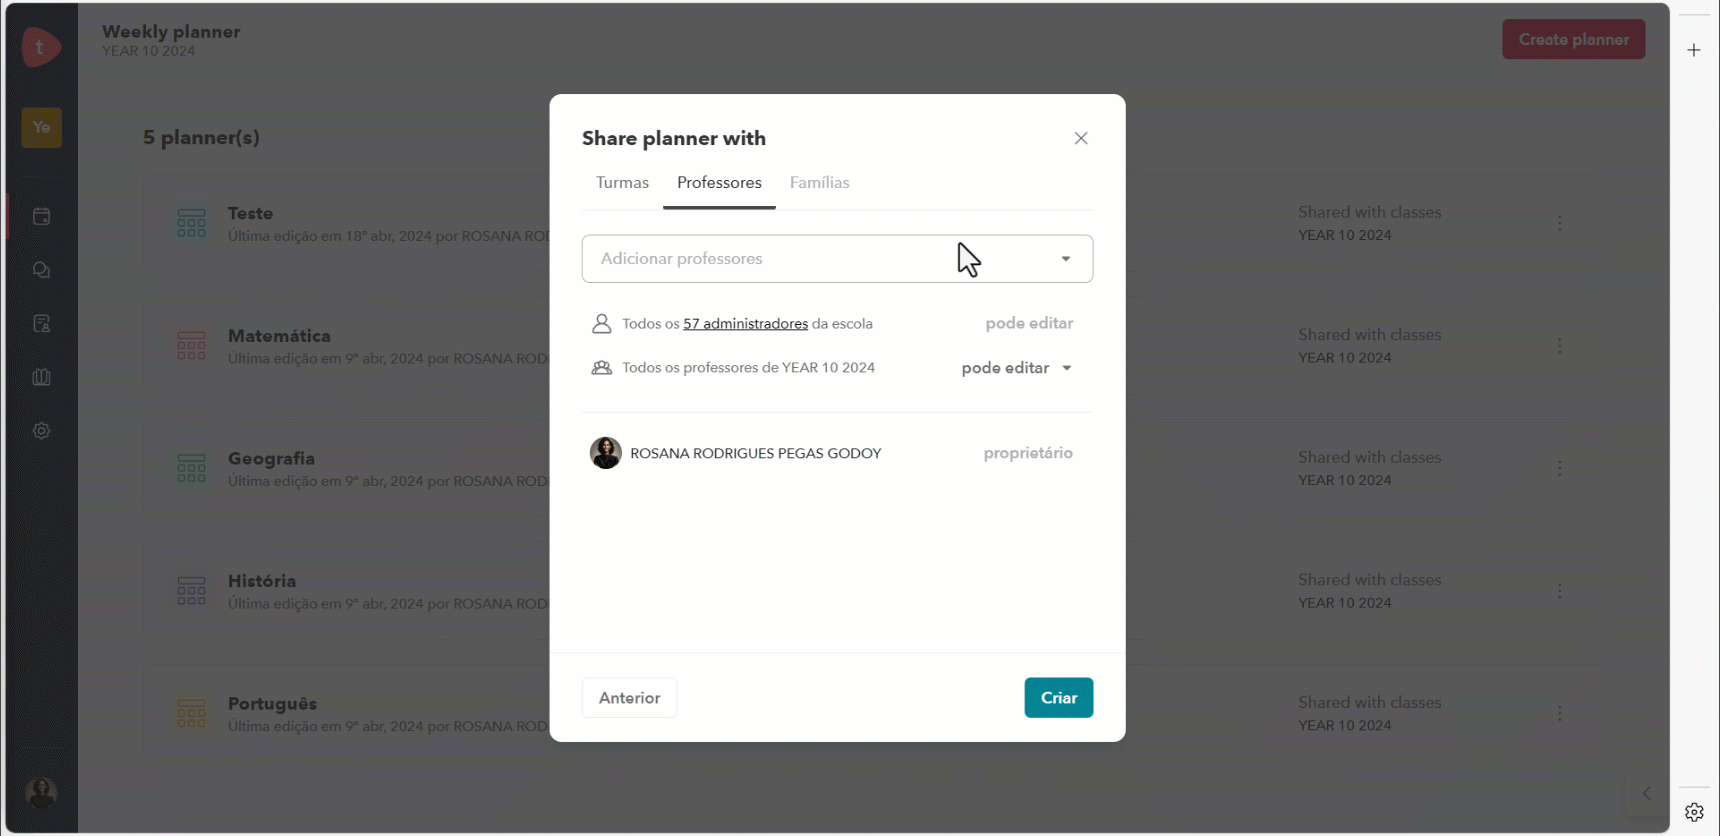 t
Weekly planner
YEAR 10 2024
Create planner
Ye
5 planner(s)
Teste
Última edição em 18º abr, 2024 por ROSANA ROD
Shared with classes
YEAR 10 2024
Matemática
Última edição em 9º abr, 2024 por ROSANA ROD
Shared with classes
YEAR 10 2024
Geografia
Última edição em 9º abr, 2024 por ROSANA ROD
Shared with classes
YEAR 10 2024
História
Última edição em 9º abr, 2024 por ROSANA ROD
Shared with classes
YEAR 10 2024
Português
Última edição em 9º abr, 2024 por ROSANA ROD
Shared with classes
YEAR 10 2024
Share planner with
Turmas Professores Famílias
Adicionar professores
Todos os 57 administradores da escola pode editar
Todos os professores de YEAR 10 2024 pode editar
ROSANA RODRIGUES PEGAS GODOY proprietário
Anterior Criar